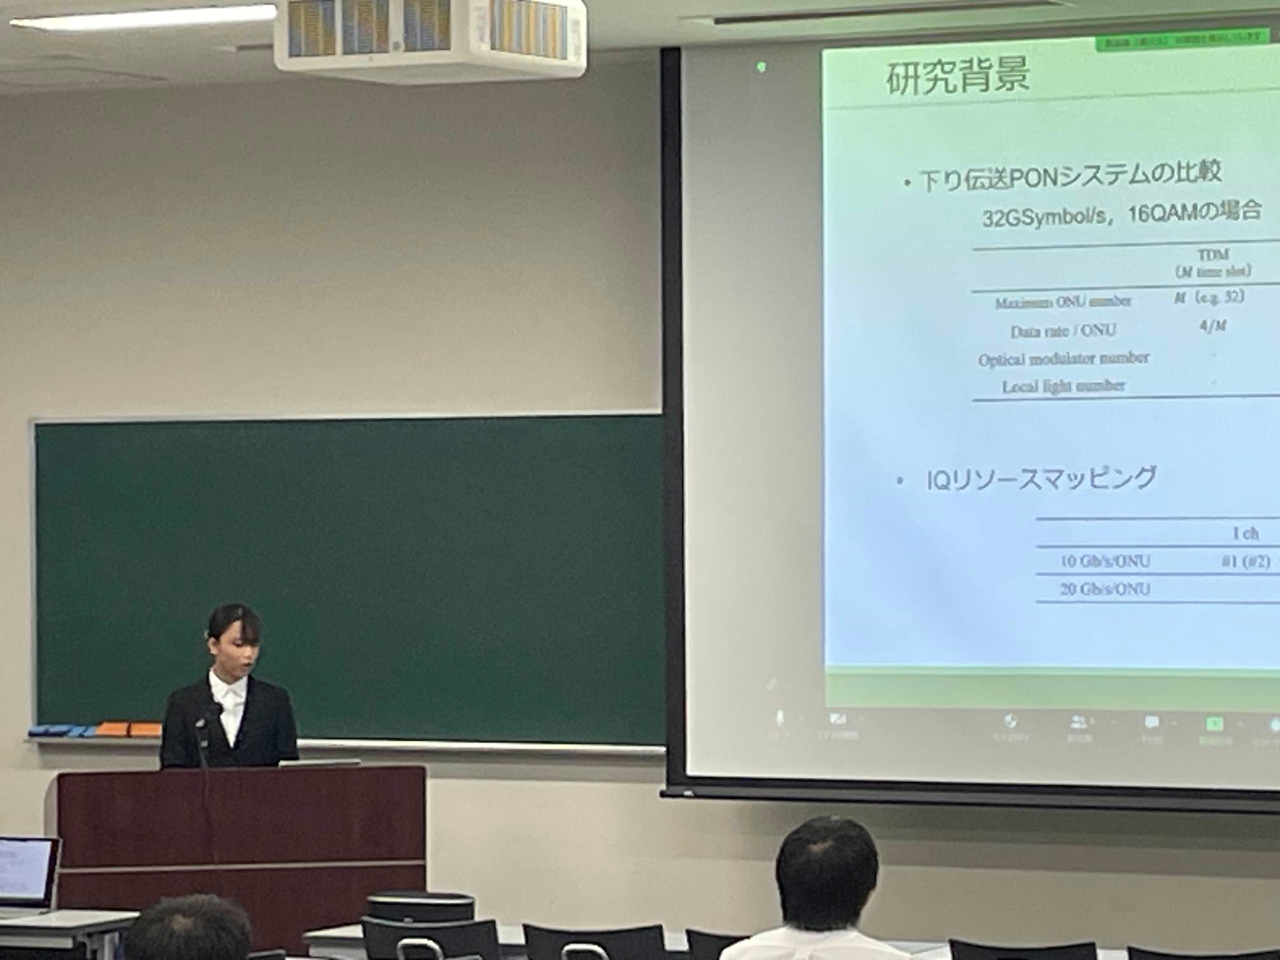 研究背景
・下り伝送PONシステムの比較
32GSymbol/s，16QAMの場合
TDM
(M time slot)
Maximum ONU number M (e.g. 32)
Data rate / ONU 4/M
Optical modulator number
Local light number
・ IQリソースマッピング
I ch
10 Gb/s/ONU #1 (#2)
20 Gb/s/ONU